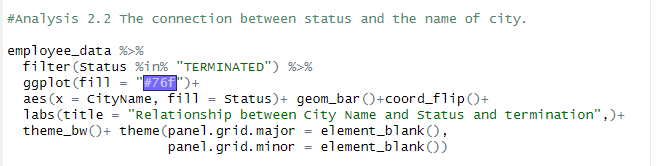 #Analysis 2.2 The connection between status and the name of city.
employee_data %>%
filter(Status %in% "TERMINATED") %>%
ggplot(fill = "#76f")+
aes(x = CityName, fill = Status)+ geom_bar()+coord_flip()+
labs(title = "Relationship between City Name and Status and termination",)+
theme_bw()+ theme(panel.grid.major = element_blank(),
panel.grid.minor = element_blank())